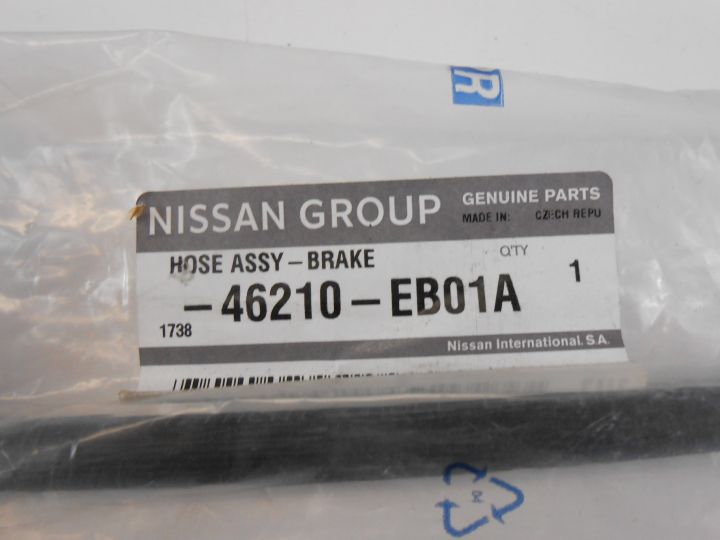 NISSAN GROUP
GENUINE PARTS
MADE IN: CZECH REPU
HOSE ASSY-BRAKE
Q'TY
1
-46210-EB01A
1738
Nissan International. S.A.